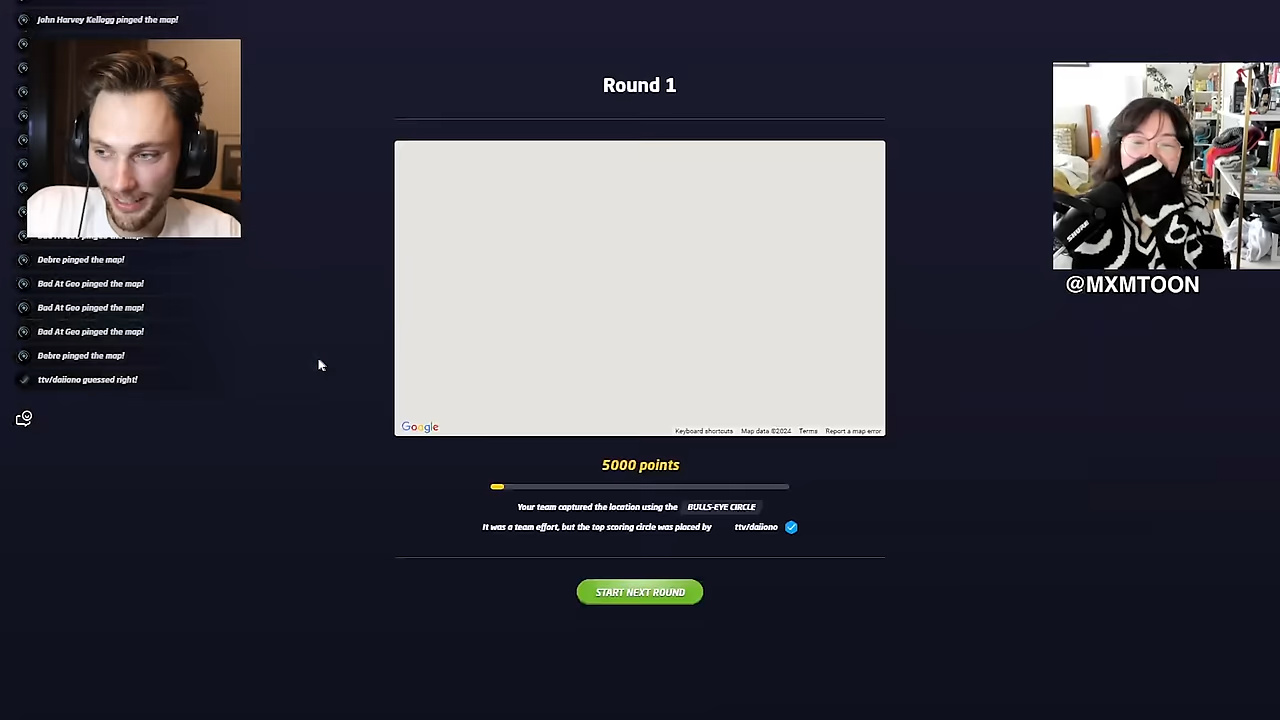 John Harvey Kellogg pinged the map!
Round 1
SHURE
@MXMTOON
Debre pinged the map!
Bad At Geo pinged the map!
Bad At Geo pinged the map!
Bad At Geo pinged the map!
Debre pinged the map!
ttv/daiiono guessed right!
Google
Keyboard shortcuts Map data ©2024 Terms Report a map error
5000 points
Your team captured the location using the BULLS-EYE CIRCLE
It was a team effort, but the top scoring circle was placed by ttv/daiiono
START NEXT ROUND